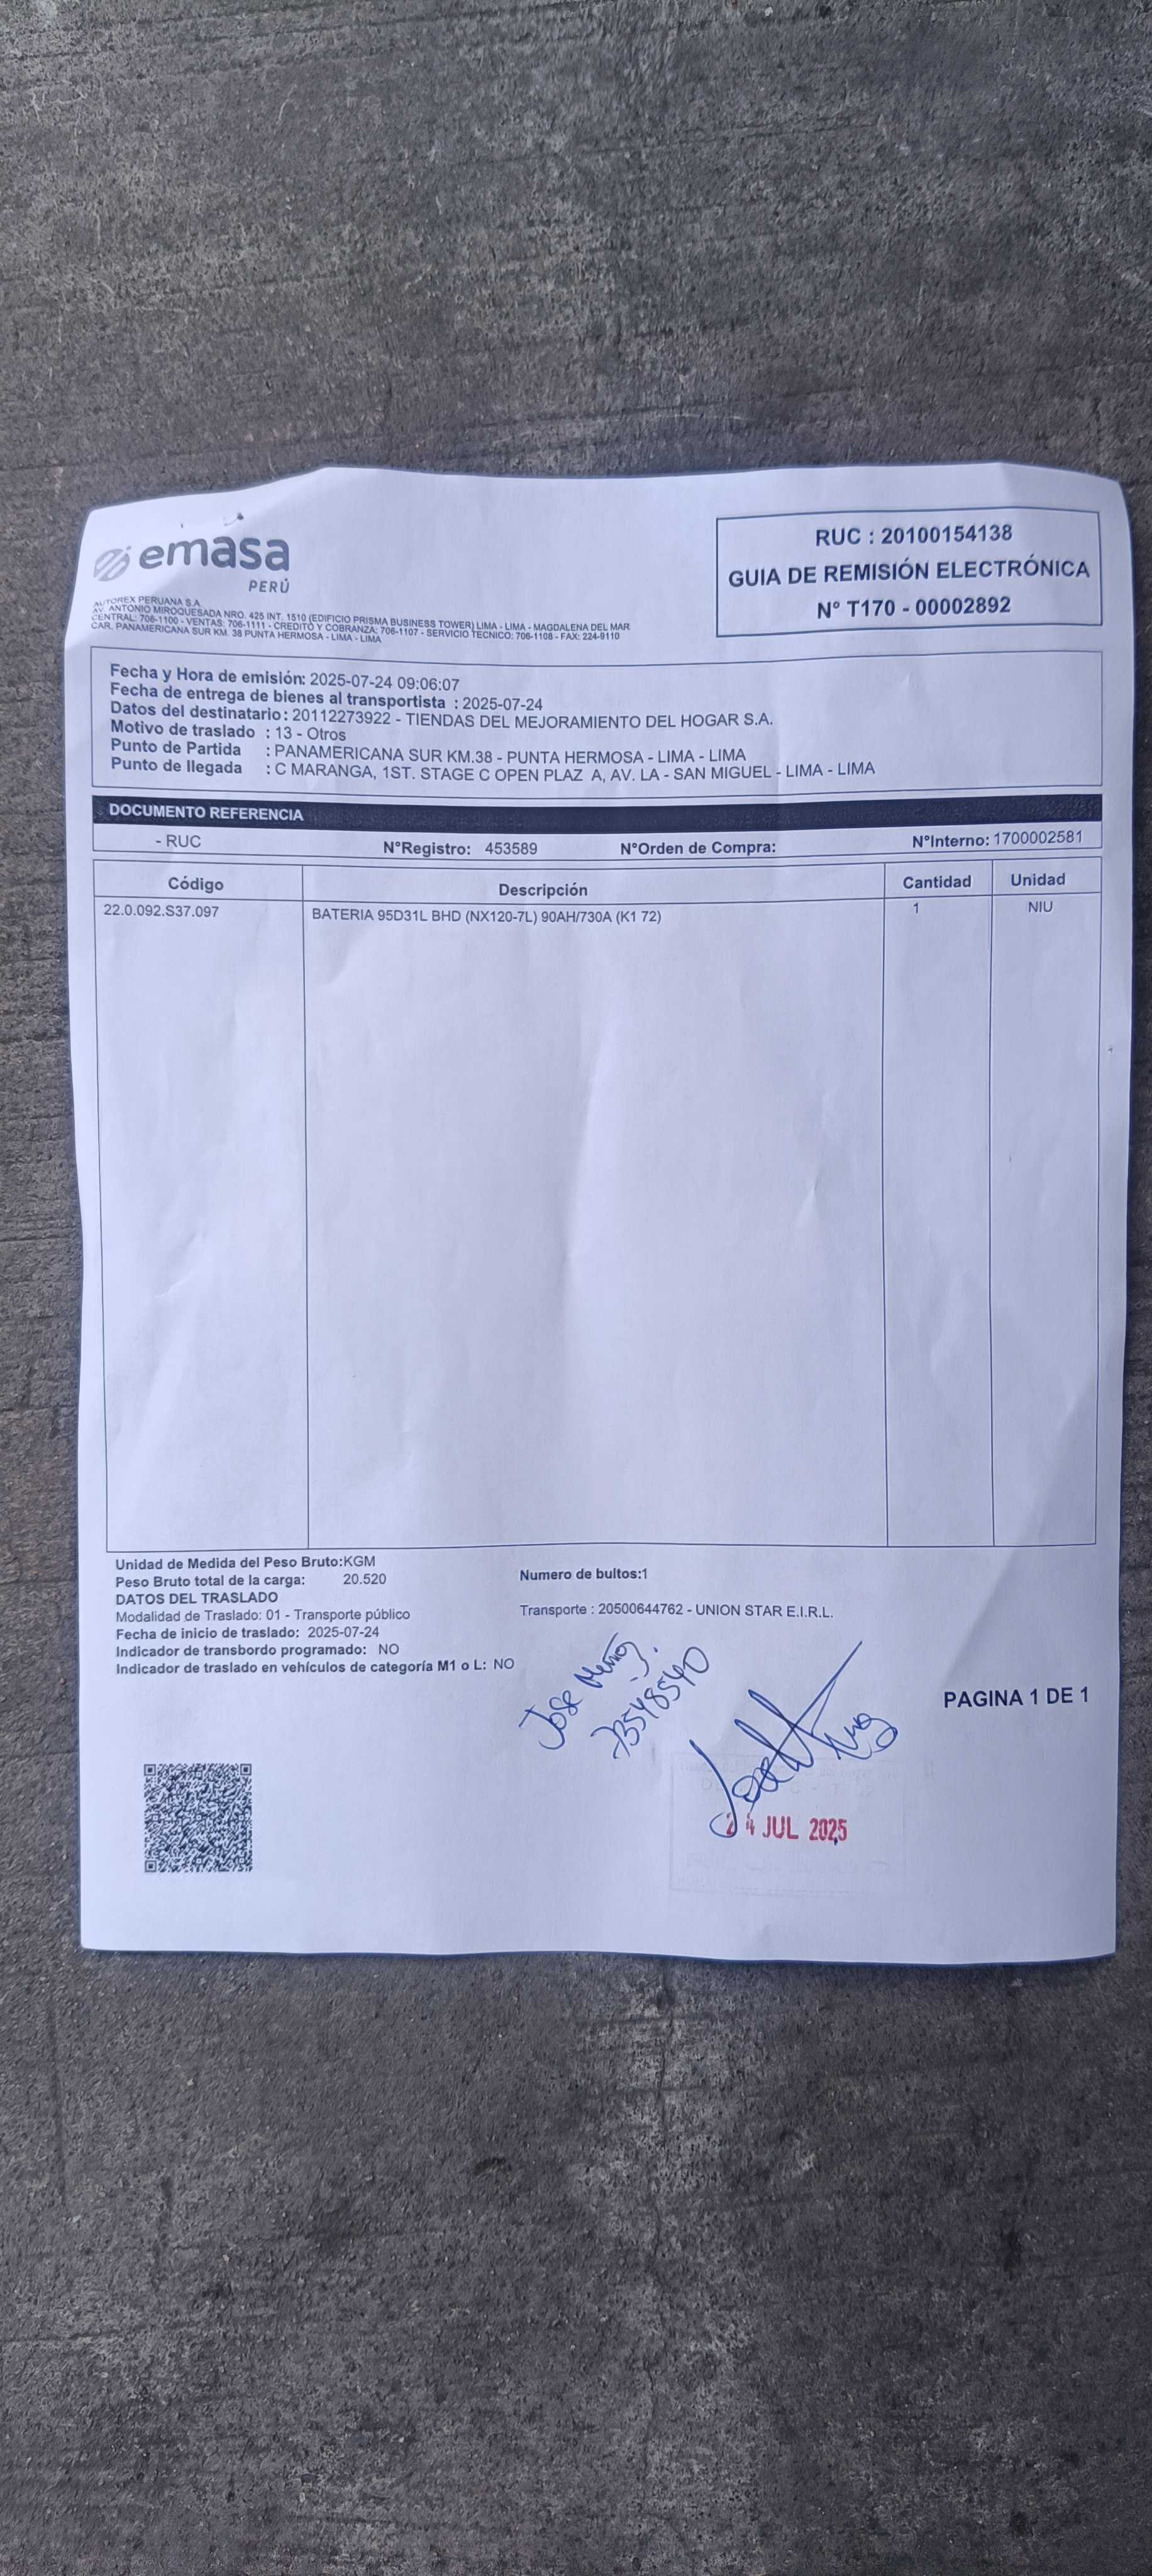 emasa
PERÚ
AUTOREX PERUANA S.A.
AV. ANTONIO MIROQUESADA NRO. 425 INT. 1510 (EDIFICIO PRISMA BUSINESS TOWER) LIMA - LIMA - MAGDALENA DEL MAR
CENTRAL: 706-1100 - VENTAS: 706-1111 - CREDITO Y COBRANZA: 706-1107 - SERVICIO TECNICO: 706-1108 - FAX: 224-9110
CAR. PANAMERICANA SUR KM. 38 PUNTA HERMOSA - LIMA - LIMA
RUC : 20100154138
GUIA DE REMISIÓN ELECTRÓNICA
Nº T170 - 00002892
Fecha y Hora de emisión: 2025-07-24 09:06:07
Fecha de entrega de bienes al transportista : 2025-07-24
Datos del destinatario: 20112273922 - TIENDAS DEL MEJORAMIENTO DEL HOGAR S.A.
Motivo de traslado : 13 - Otros
Punto de Partida : PANAMERICANA SUR KM.38 - PUNTA HERMOSA - LIMA - LIMA
Punto de llegada : C MARANGA, 1ST. STAGE C OPEN PLAZ A, AV. LA - SAN MIGUEL - LIMA - LIMA
DOCUMENTO REFERENCIA
- RUC NºRegistro: 453589 NºOrden de Compra: NºInterno: 1700002581
Código Descripción Cantidad Unidad
22.0.092.S37.097 BATERIA 95D31L BHD (NX120-7L) 90AH/730A (K1 72) 1 NIU
Unidad de Medida del Peso Bruto:KGM
Peso Bruto total de la carga: 20.520 Numero de bultos:1
DATOS DEL TRASLADO
Modalidad de Traslado: 01 - Transporte público Transporte : 20500644762 - UNION STAR E.I.R.L.
Fecha de inicio de traslado: 2025-07-24
Indicador de transbordo programado: NO
Indicador de traslado en vehículos de categoría M1 o L: NO
Jose Muñoz.
73548540
PAGINA 1 DE 1
24 JUL 2025